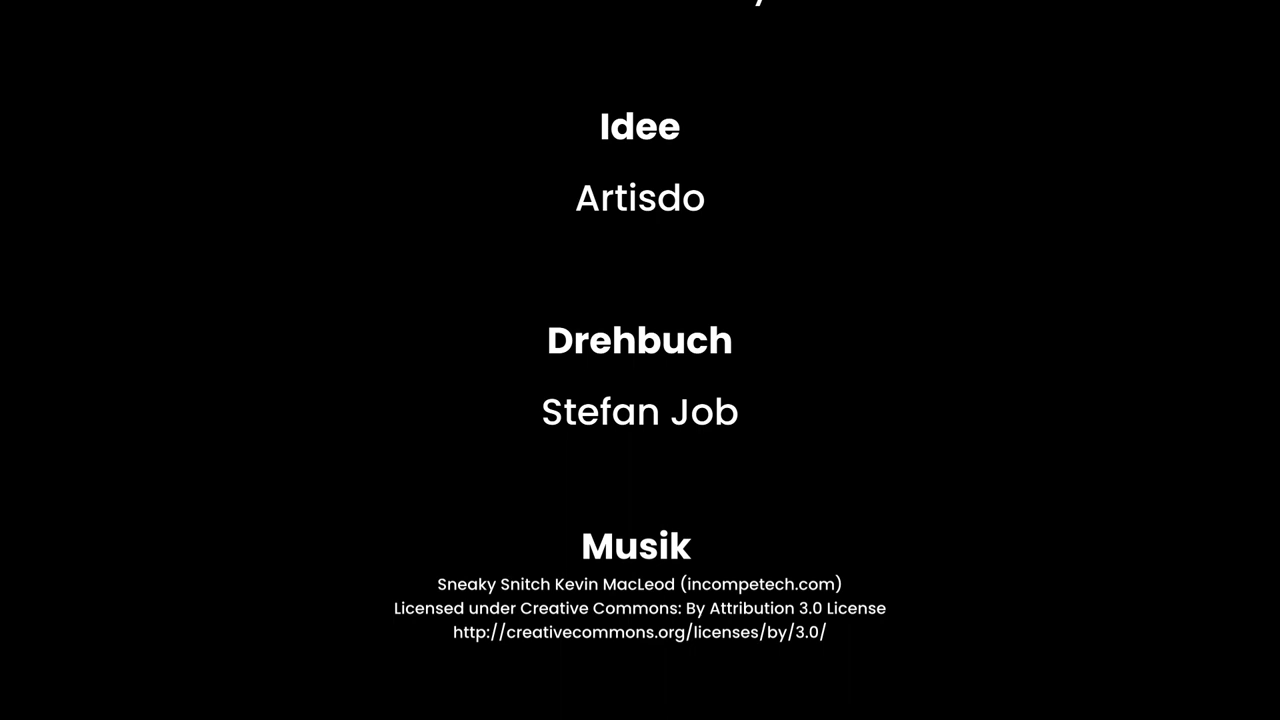 Idee
Artisdo
Drehbuch
Stefan Job
Musik
Sneaky Snitch Kevin MacLeod (incompetech.com)
Licensed under Creative Commons: By Attribution 3.0 License
http://creativecommons.org/licenses/by/3.0/